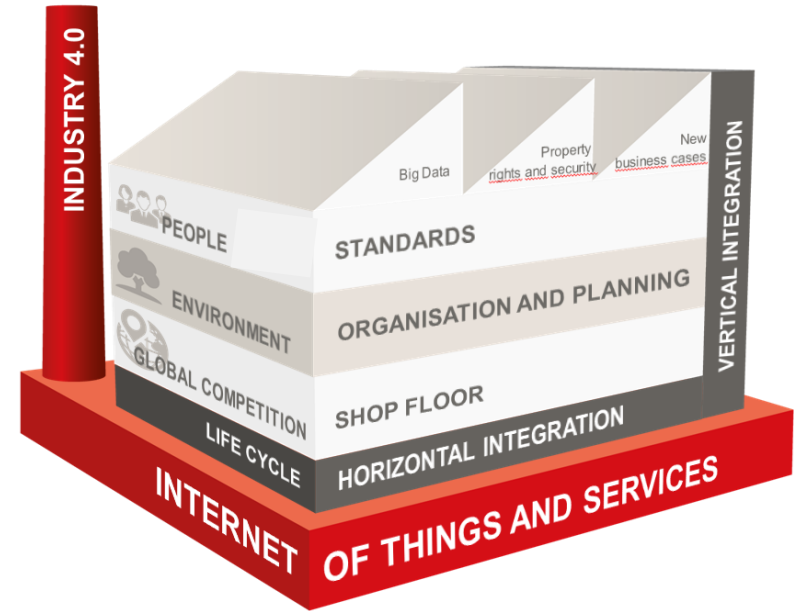 INDUSTRY 4.0
Big Data
Property
rights and security
New
business cases
PEOPLE
ENVIRONMENT
GLOBAL COMPETITION
LIFE CYCLE
STANDARDS
ORGANISATION AND PLANNING
SHOP FLOOR
HORIZONTAL INTEGRATION
VERTICAL INTEGRATION
INTERNET
OF THINGS AND SERVICES